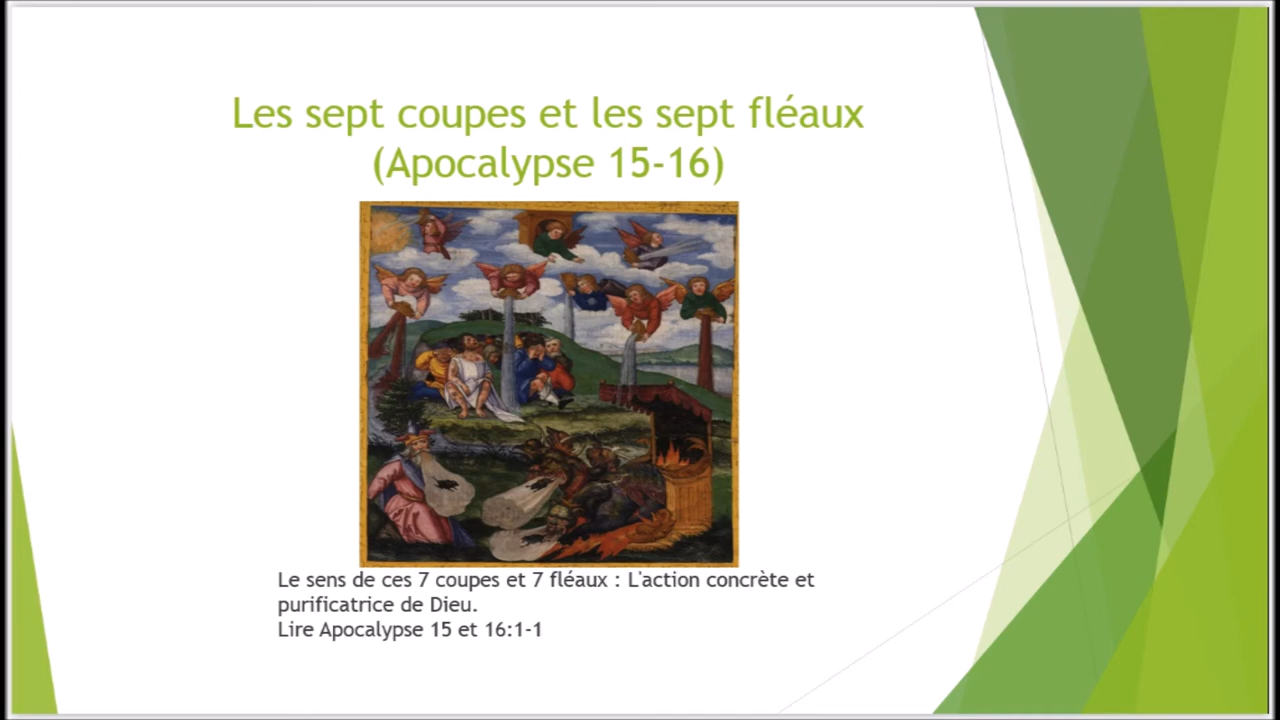 Les sept coupes et les sept fléaux
(Apocalypse 15-16)
Le sens de ces 7 coupes et 7 fléaux : L'action concrète et
purificatrice de Dieu.
Lire Apocalypse 15 et 16:1-1